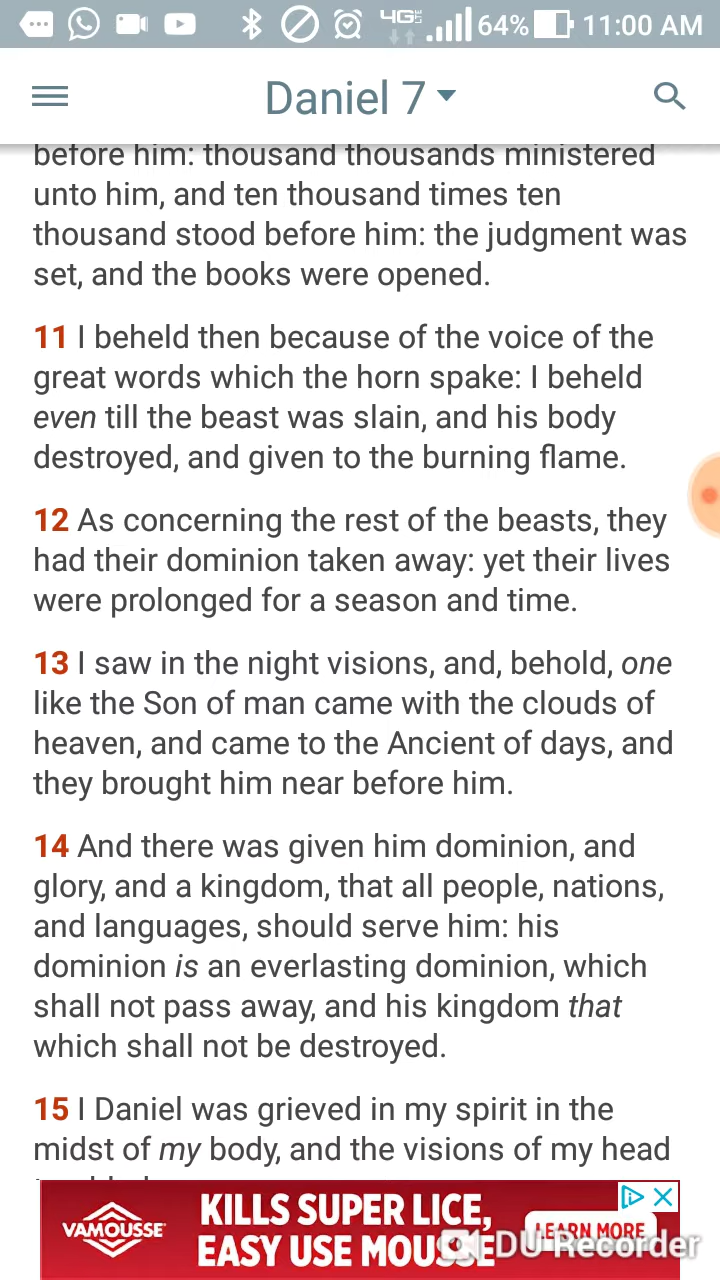 64% 11:00 AM
Daniel 7
before him: thousand thousands ministered
unto him, and ten thousand times ten
thousand stood before him: the judgment was
set, and the books were opened.
11 I beheld then because of the voice of the
great words which the horn spake: I beheld
even till the beast was slain, and his body
destroyed, and given to the burning flame.
12 As concerning the rest of the beasts, they
had their dominion taken away: yet their lives
were prolonged for a season and time.
13 I saw in the night visions, and, behold, one
like the Son of man came with the clouds of
heaven, and came to the Ancient of days, and
they brought him near before him.
14 And there was given him dominion, and
glory, and a kingdom, that all people, nations,
and languages, should serve him: his
dominion is an everlasting dominion, which
shall not pass away, and his kingdom that
which shall not be destroyed.
15 I Daniel was grieved in my spirit in the
midst of my body, and the visions of my head
VAMOUSSE
KILLS SUPER LICE,
EASY USE MOUSSE
LEARN MORE
DU Recorder